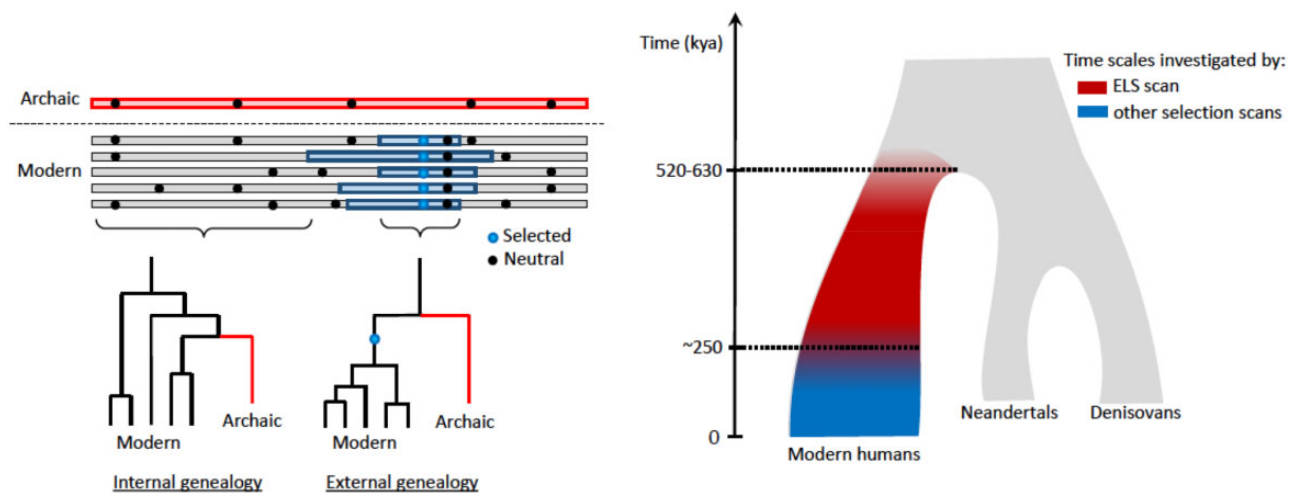 Archaic
Modern
Selected
Neutral
Archaic
Modern
Internal genealogy
Archaic
Modern
External genealogy
Time (kya)
Time scales investigated by:
ELS scan
other selection scans
520-630
~250
0
Neandertals
Denisovans
Modern humans